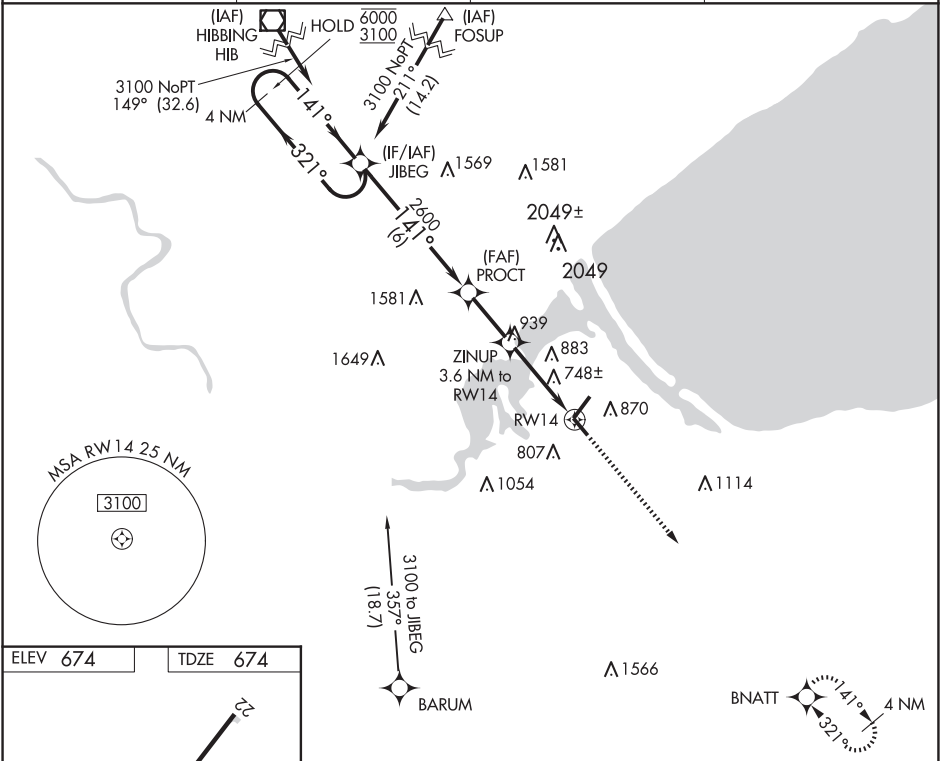 (IAF)
HIBBING
HIB
HOLD
6000
3100
(IAF)
FOSUP
3100 NoPT
149° (32.6)
4 NM
141°
321°
3100 NoPT
211°
(14.2)
(IF/IAF)
JIBEG
1569
1581
2600
141°
(6)
2049±
2049
(FAF)
PROCT
1581
939
1649
ZINUP
3.6 NM to
RW14
883
748±
RW14
870
807
1054
1114
MSA RW14 25 NM
3100
3100 to JIBEG
357°
(18.7)
BARUM
1566
BNATT
141°
321°
4 NM
ELEV 674
TDZE 674
22